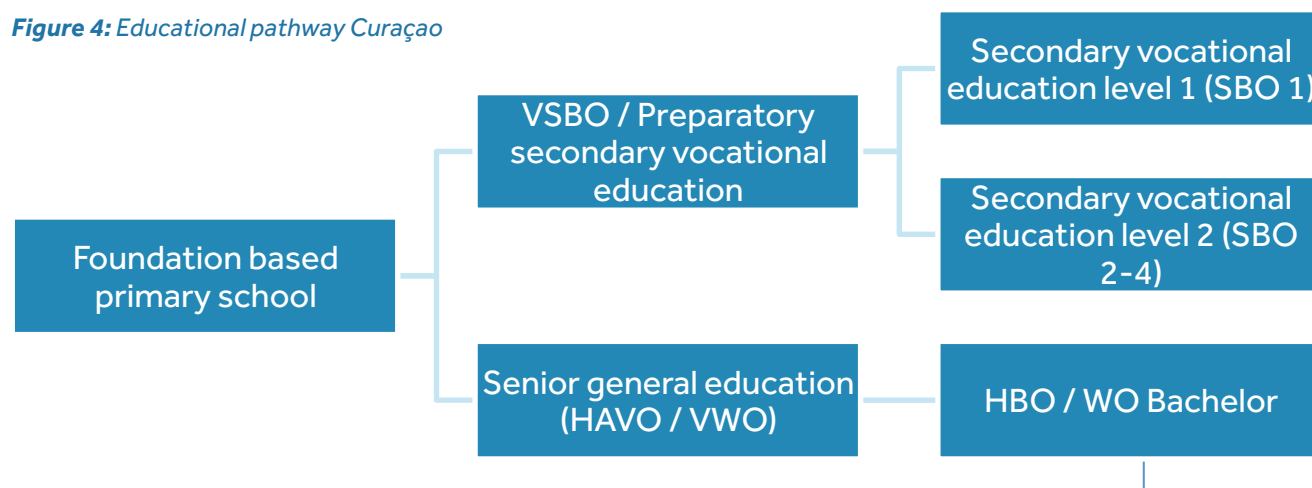 Figure 4: Educational pathway Curaçao
Foundation based
primary school
VSBO / Preparatory
secondary vocational
education
Secondary vocational
education level 1 (SBO 1)
Secondary vocational
education level 2 (SBO
2-4)
Senior general education
(HAVO / VWO)
HBO / WO Bachelor